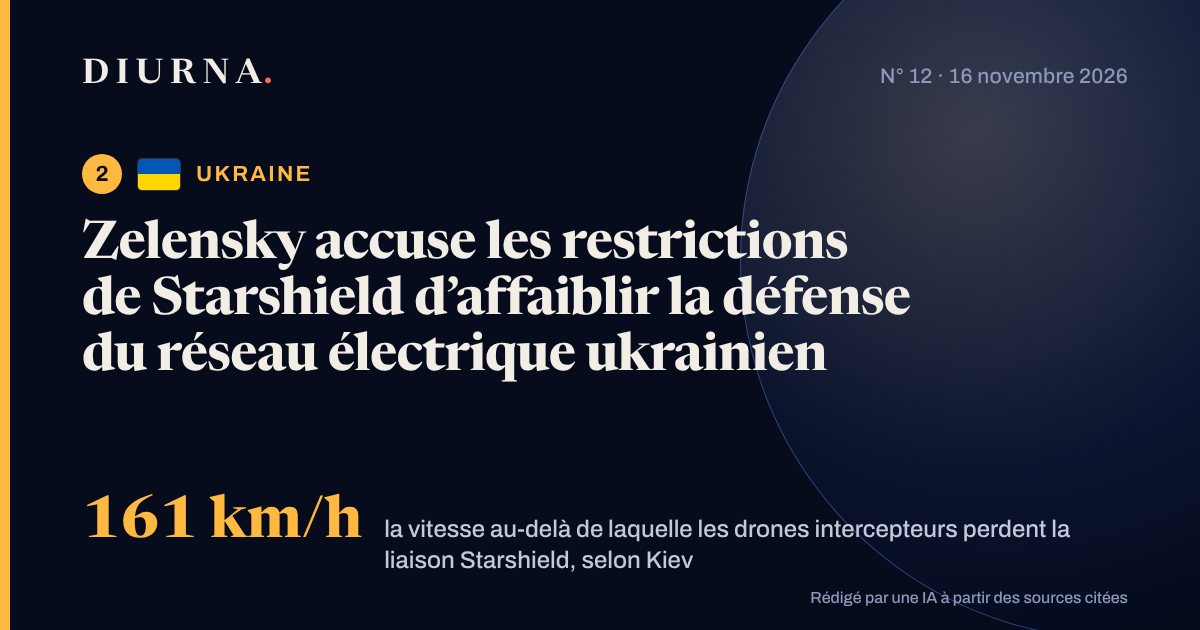 DIURNA.
N° 12 · 16 novembre 2026
2 UKRAINE
Zelensky accuse les restrictions
de Starshield d’affaiblir la défense
du réseau électrique ukrainien
161 km/h
la vitesse au-delà de laquelle les drones intercepteurs perdent la
liaison Starshield, selon Kiev
Rédigé par une IA à partir des sources citées